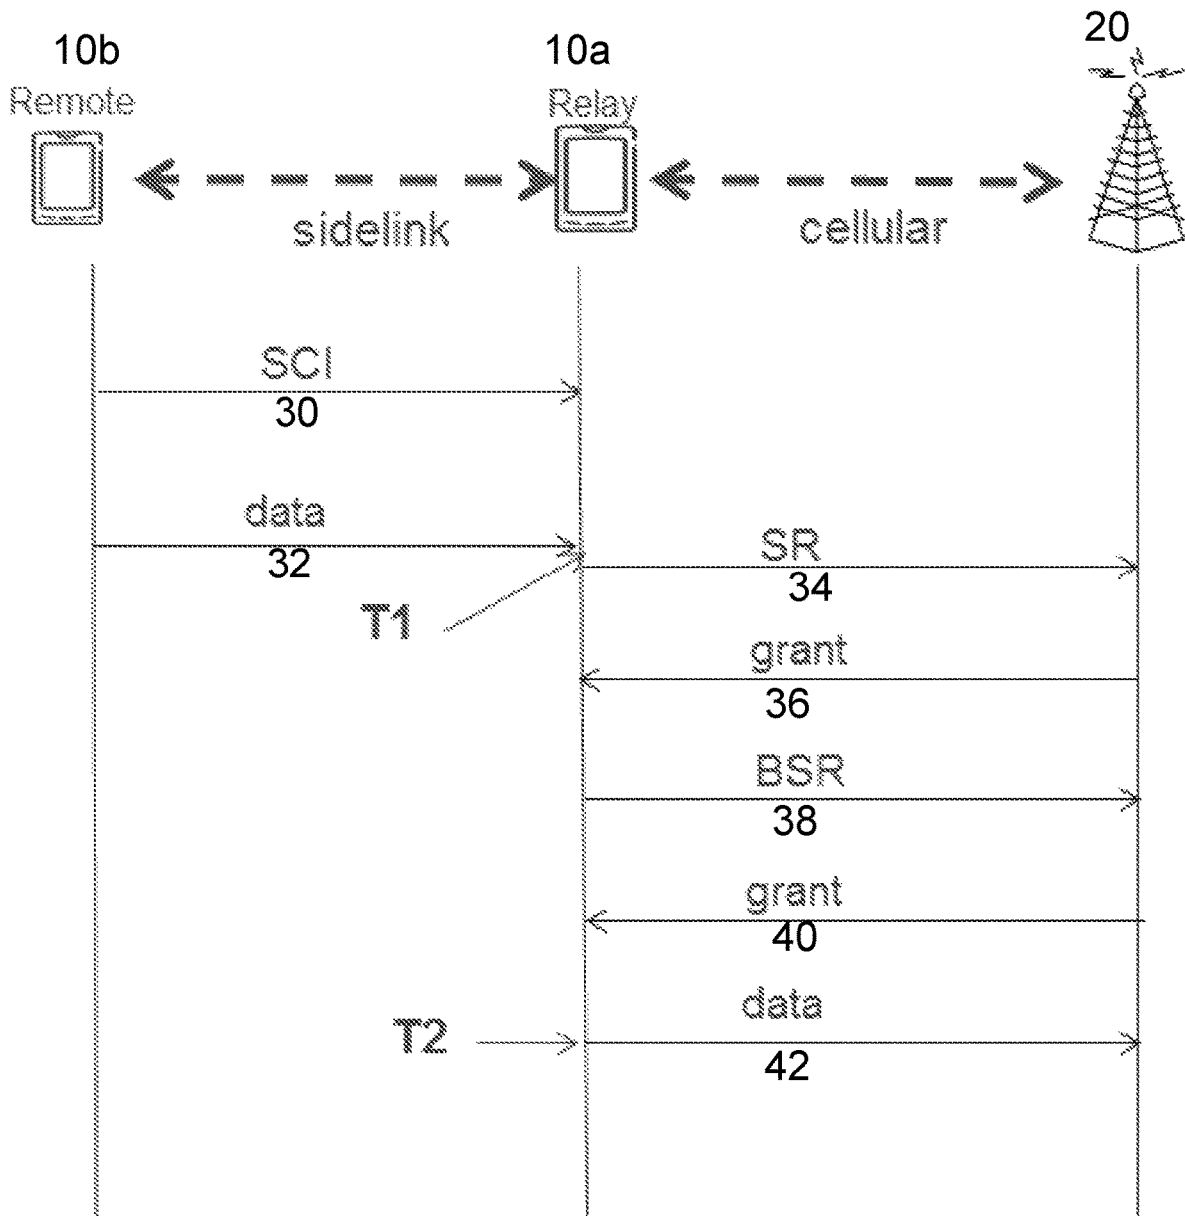 10b
10a
20
Remote
Relay
sidelink
cellular
SCI
30
data
32
SR
34
T1
grant
36
BSR
38
grant
40
data
T2
42